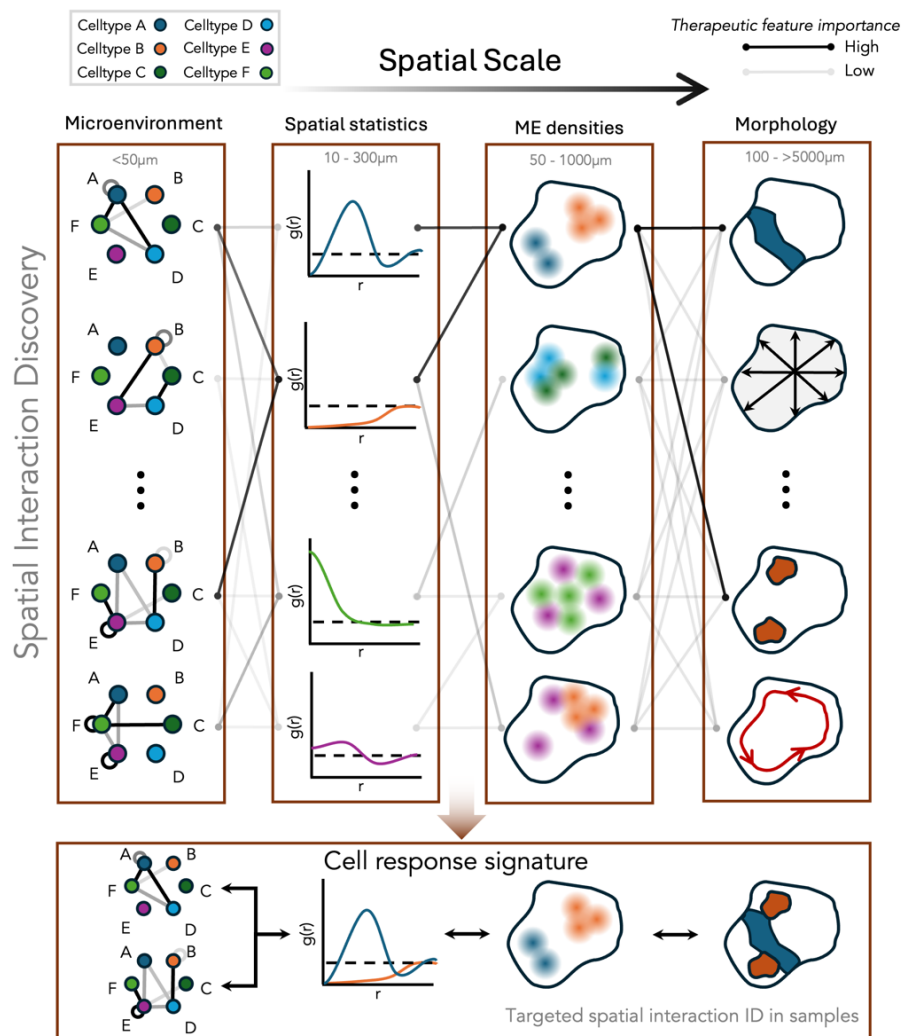 Celltype A
Celltype D
Celltype B
Celltype E
Celltype C
Celltype F
Therapeutic feature importance
High
Low
Spatial Scale
Spatial Interaction Discovery
Microenvironment
Spatial statistics
ME densities
Morphology
<50µm
10 - 300µm
50 - 1000µm
100 - >5000µm
A
B
F
C
E
D
g(r)
r
A
B
F
C
E
D
g(r)
r
A
B
F
C
E
D
g(r)
r
A
B
F
C
E
D
g(r)
r
Cell response signature
A
B
F
C
E
D
A
B
F
C
E
D
g(r)
r
Targeted spatial interaction ID in samples